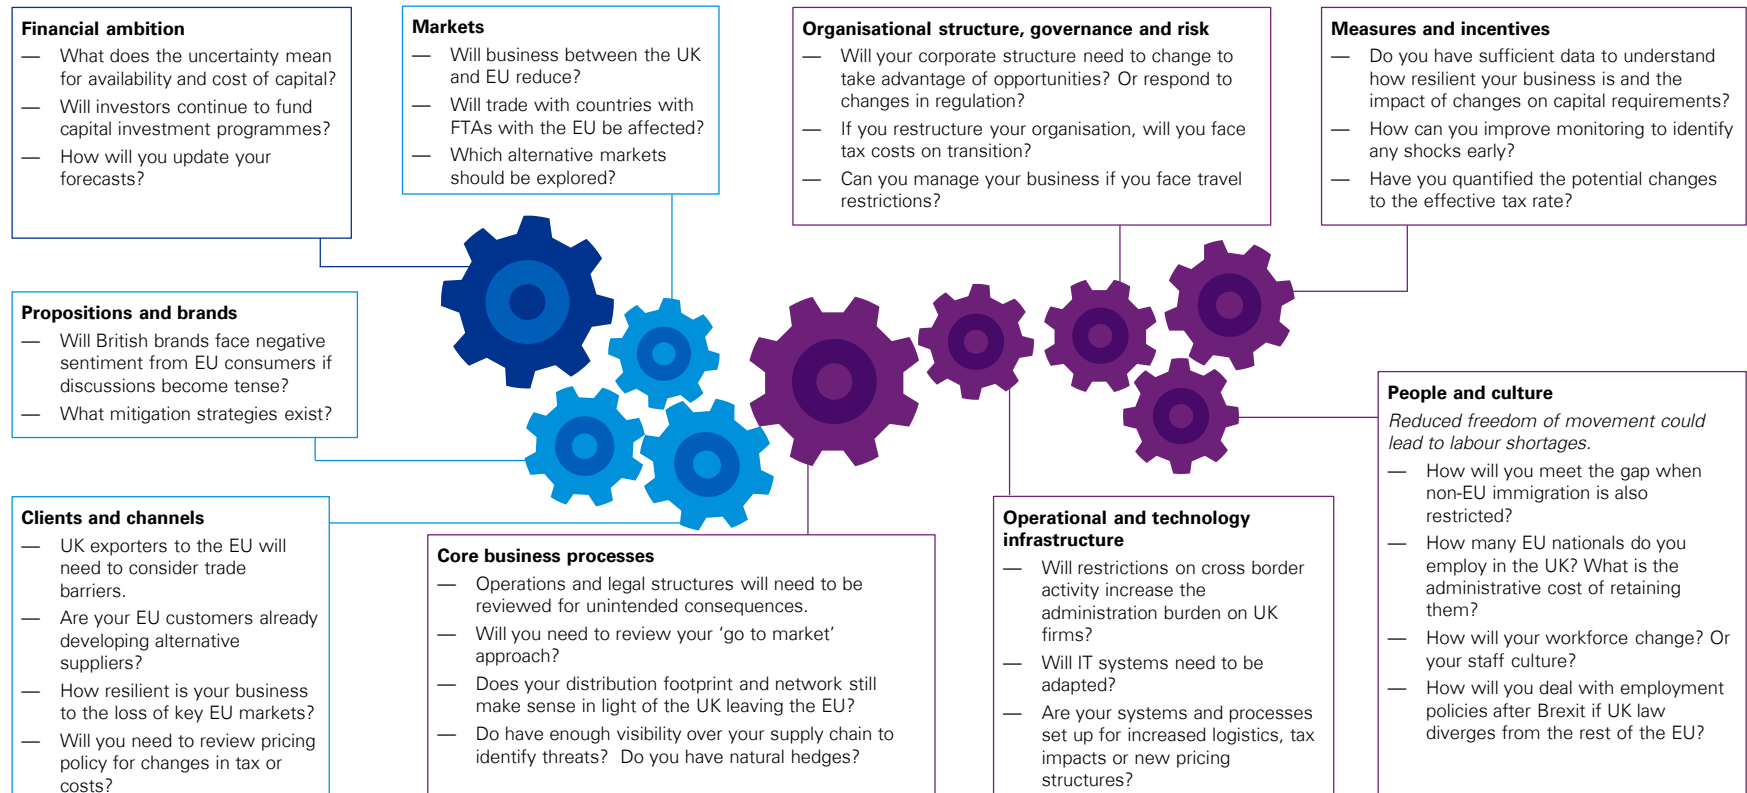 Financial ambition
— What does the uncertainty mean
for availability and cost of capital?
— Will investors continue to fund
capital investment programmes?
— How will you update your
forecasts?
Markets
— Will business between the UK
and EU reduce?
— Will trade with countries with
FTAs with the EU be affected?
— Which alternative markets
should be explored?
Organisational structure, governance and risk
— Will your corporate structure need to change to
take advantage of opportunities? Or respond to
changes in regulation?
— If you restructure your organisation, will you face
tax costs on transition?
— Can you manage your business if you face travel
restrictions?
Measures and incentives
— Do you have sufficient data to understand
how resilient your business is and the
impact of changes on capital requirements?
— How can you improve monitoring to identify
any shocks early?
— Have you quantified the potential changes
to the effective tax rate?
Propositions and brands
— Will British brands face negative
sentiment from EU consumers if
discussions become tense?
— What mitigation strategies exist?
Clients and channels
— UK exporters to the EU will
need to consider trade
barriers.
— Are your EU customers already
developing alternative
suppliers?
— How resilient is your business
to the loss of key EU markets?
— Will you need to review pricing
policy for changes in tax or
costs?
Core business processes
— Operations and legal structures will need to be
reviewed for unintended consequences.
— Will you need to review your ‘go to market’
approach?
— Does your distribution footprint and network still
make sense in light of the UK leaving the EU?
— Do have enough visibility over your supply chain to
identify threats? Do you have natural hedges?
Operational and technology
infrastructure
— Will restrictions on cross border
activity increase the
administration burden on UK
firms?
— Will IT systems need to be
adapted?
— Are your systems and processes
set up for increased logistics, tax
impacts or new pricing
structures?
People and culture
Reduced freedom of movement could
lead to labour shortages.
— How will you meet the gap when
non-EU immigration is also
restricted?
— How many EU nationals do you
employ in the UK? What is the
administrative cost of retaining
them?
— How will your workforce change? Or
your staff culture?
— How will you deal with employment
policies after Brexit if UK law
diverges from the rest of the EU?